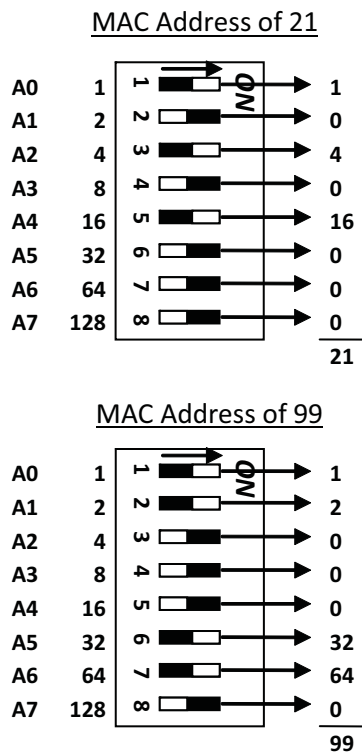 MAC Address of 21
ON
A0 1 1 1
A1 2 2 0
A2 4 3 4
A3 8 4 0
A4 16 5 16
A5 32 6 0
A6 64 7 0
A7 128 8 0
21
MAC Address of 99
ON
A0 1 1 1
A1 2 2 2
A2 4 3 0
A3 8 4 0
A4 16 5 0
A5 32 6 32
A6 64 7 64
A7 128 8 0
99